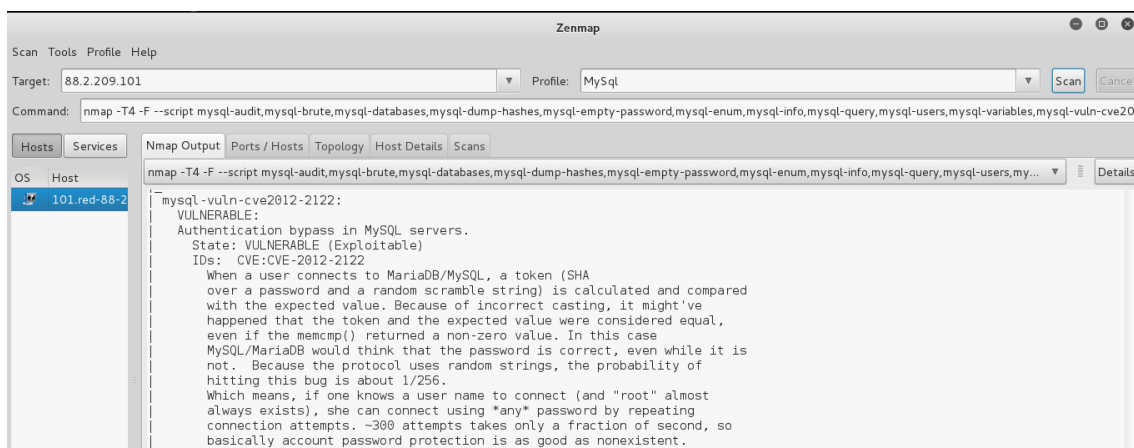 Zenmap
Scan Tools Profile Help
Target: 88.2.209.101 Profile: MySql Scan Cance
Command: nmap -T4 -F --script mysql-audit,mysql-brute,mysql-databases,mysql-dump-hashes,mysql-empty-password,mysql-enum,mysql-info,mysql-query,mysql-users,mysql-variables,mysql-vuln-cve20
Hosts Services Nmap Output Ports / Hosts Topology Host Details Scans
OS Host nmap -T4 -F --script mysql-audit,mysql-brute,mysql-databases,mysql-dump-hashes,mysql-empty-password,mysql-enum,mysql-info,mysql-query,mysql-users,my... Details
101.red-88-2
| mysql-vuln-cve2012-2122:
| VULNERABLE:
| Authentication bypass in MySQL servers.
| State: VULNERABLE (Exploitable)
| IDs: CVE:CVE-2012-2122
| When a user connects to MariaDB/MySQL, a token (SHA
| over a password and a random scramble string) is calculated and compared
| with the expected value. Because of incorrect casting, it might've
| happened that the token and the expected value were considered equal,
| even if the memcmp() returned a non-zero value. In this case
| MySQL/MariaDB would think that the password is correct, even while it is
| not. Because the protocol uses random strings, the probability of
| hitting this bug is about 1/256.
| Which means, if one knows a user name to connect (and "root" almost
| always exists), she can connect using *any* password by repeating
| connection attempts. ~300 attempts takes only a fraction of second, so
| basically account password protection is as good as nonexistent.